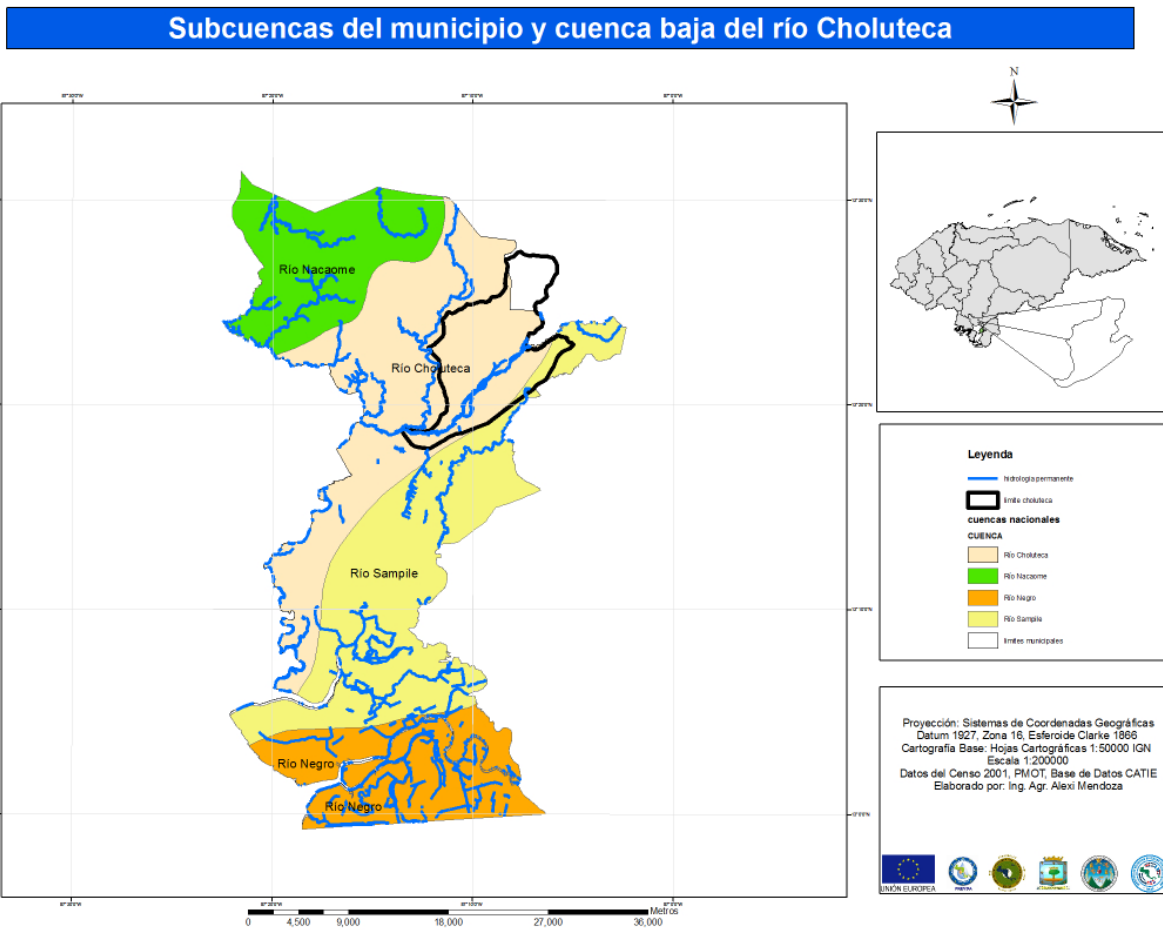 Subcuencas del municipio y cuenca baja del río Choluteca
N
Río Nacaome
Río Choluteca
Río Sampile
Río Negro
Río Negro
Leyenda
hidrologia permanente
limite choluteca
cuencas nacionales
CUENCA
Río Choluteca
Río Nacaome
Río Negro
Río Sampile
limites municipales
Proyección: Sistemas de Coordenadas Geográficas
Datum 1927, Zona 16, Esferoide Clarke 1866
Cartografía Base: Hojas Cartográficas 1:50000 IGN
Escala 1:200000
Datos del Censo 2001, PMOT, Base de Datos CATIE
Elaborado por: Ing. Agr. Alexi Mendoza
UNIÓN EUROPEA
Metros
0 4,500 9,000 18,000 27,000 36,000